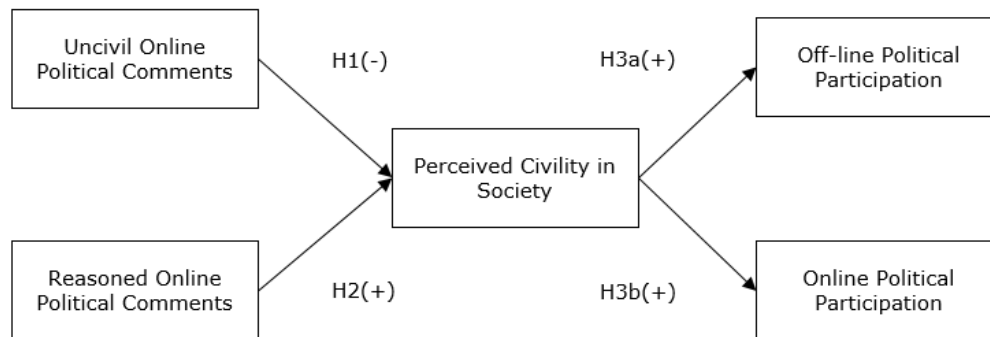 Uncivil Online
Political Comments
H1(-)
H3a(+)
Off-line Political
Participation
Perceived Civility in
Society
Reasoned Online
Political Comments
H2(+)
H3b(+)
Online Political
Participation